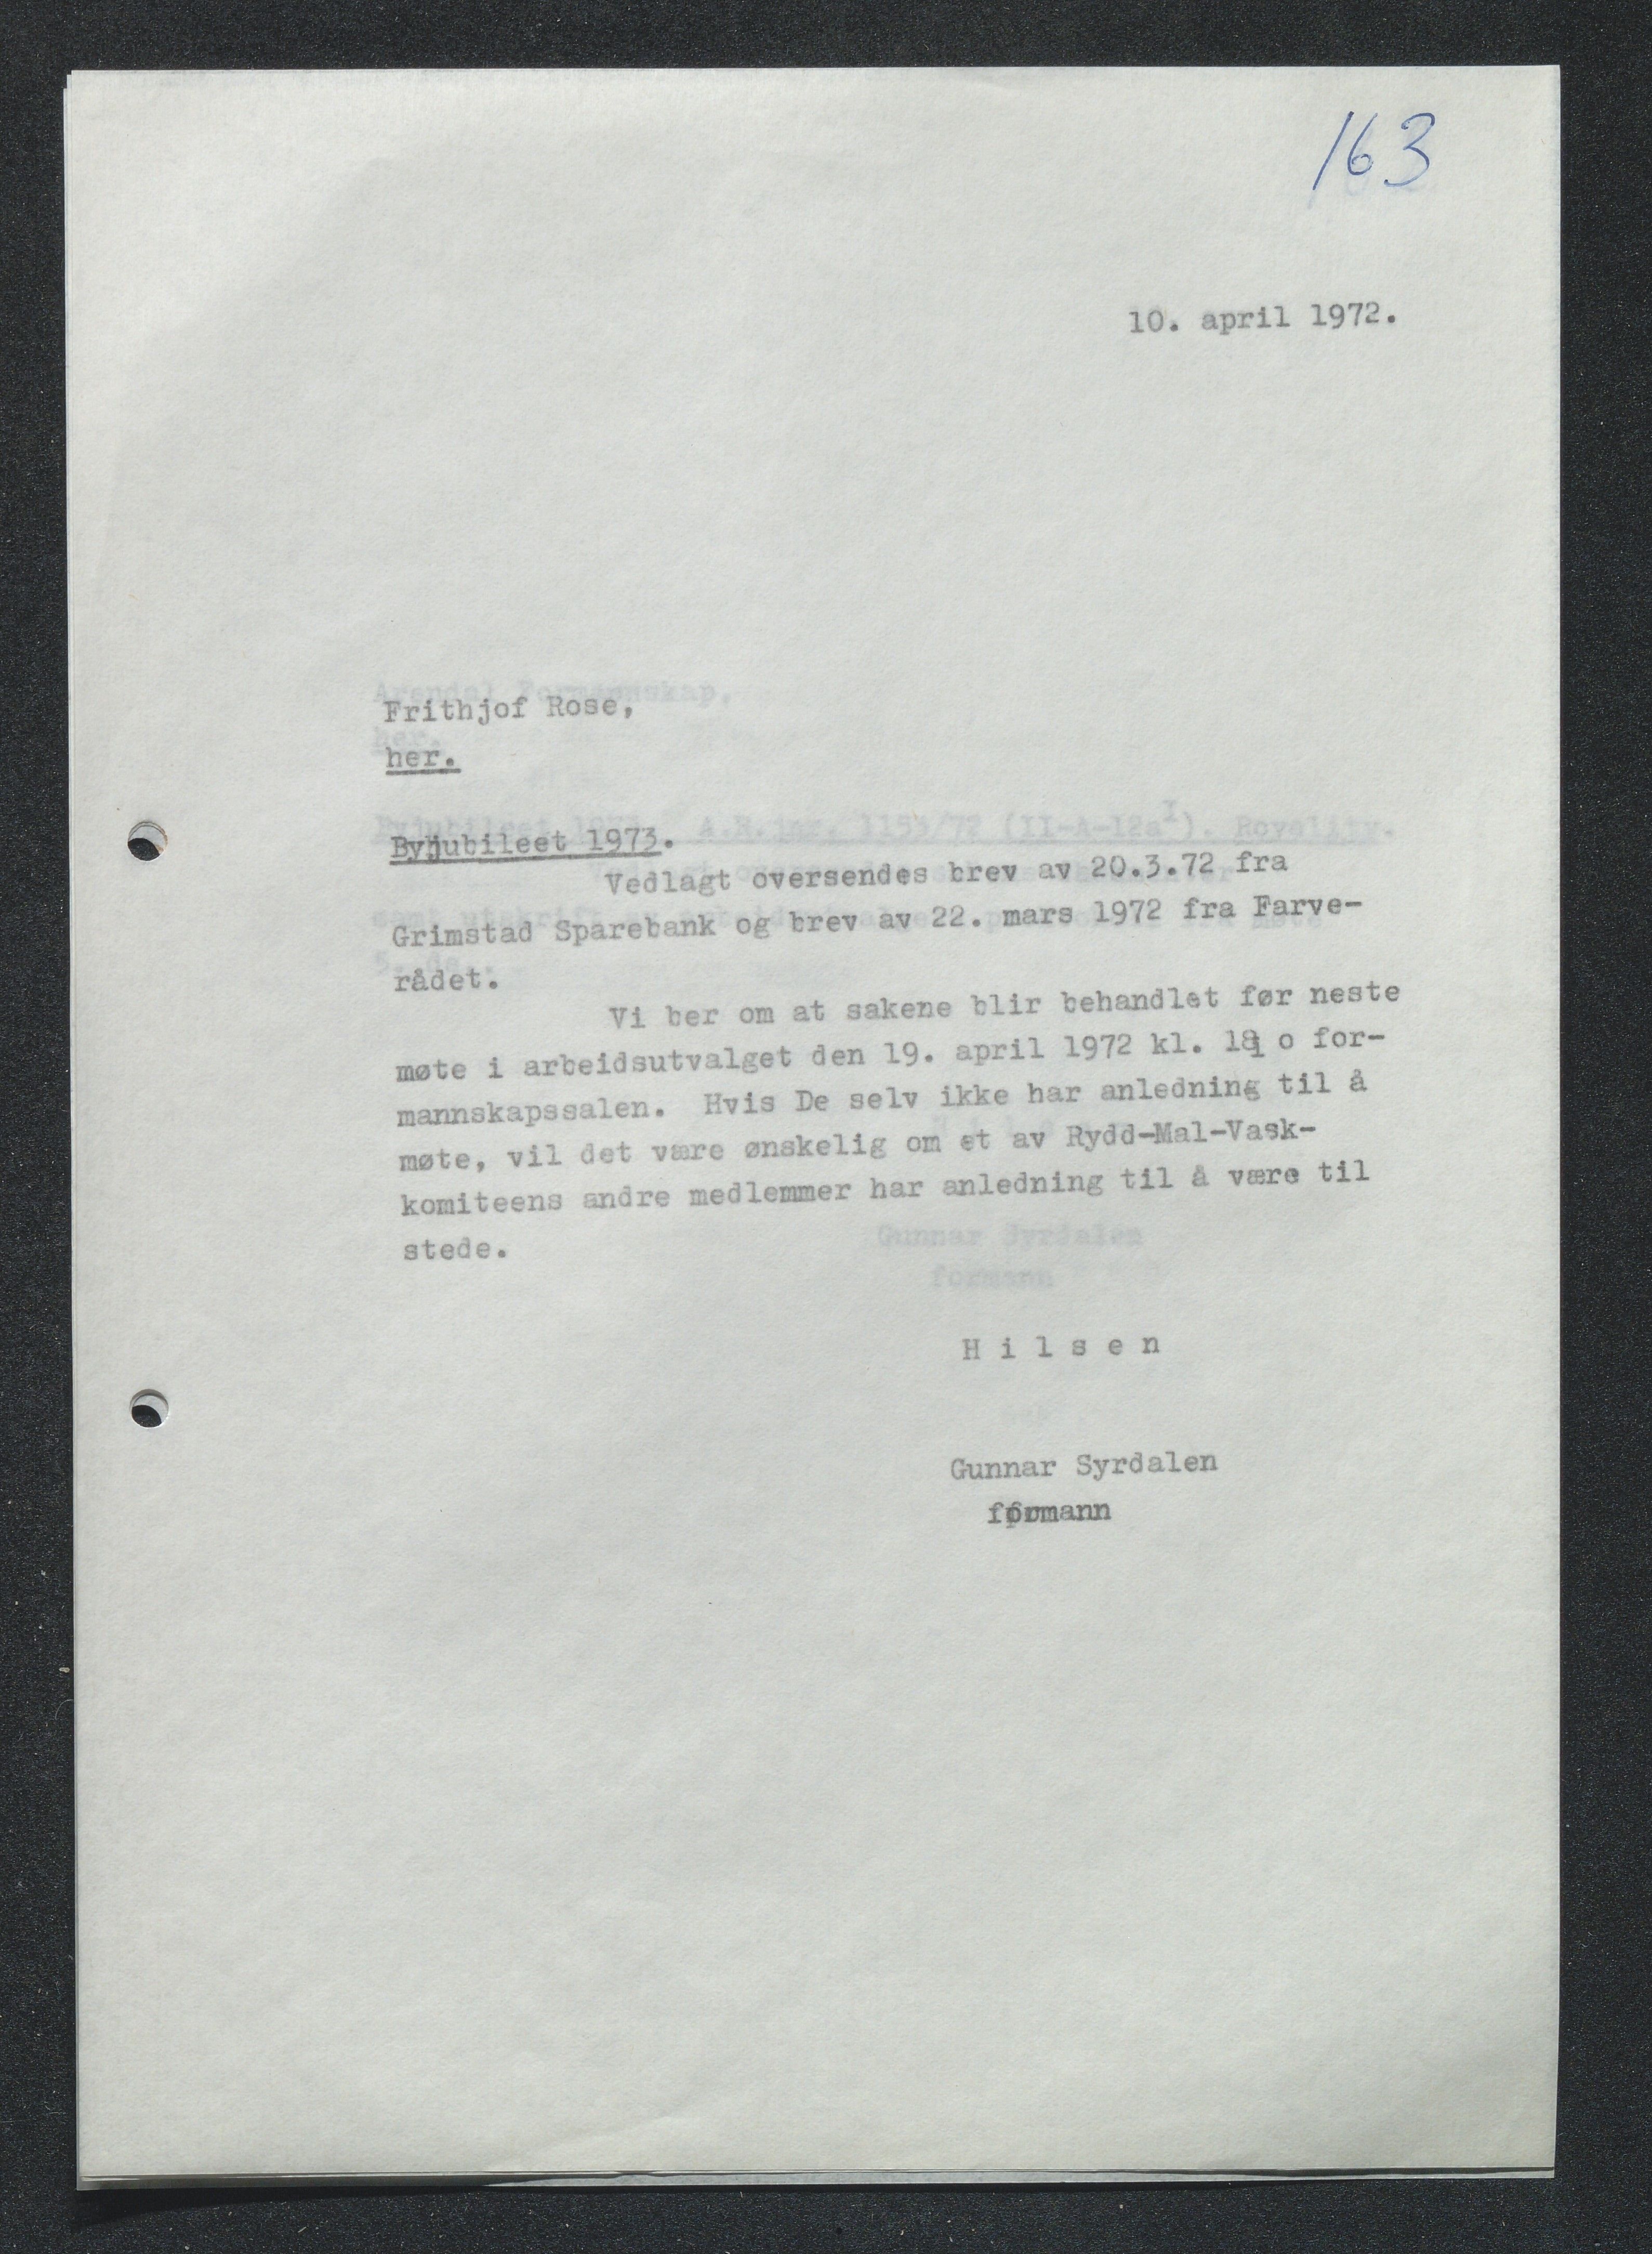 163
10. april 1972.
Frithjof Rose,
her.
Byjubileet 1973.
Vedlagt oversendes brev av 20.3.72 fra
Grimstad Sparebank og brev av 22. mars 1972 fra Farve-
rådet.
Vi ber om at sakene blir behandlet før neste
møte i arbeidsutvalget den 19. april 1972 kl. 18 i for-
mannskapssalen. Hvis De selv ikke har anledning til å
møte, vil det være ønskelig om et av Rydd-Mal-Vask-
komiteens andre medlemmer har anledning til å være til
stede.
H i l s e n
Gunnar Syrdalen
formann